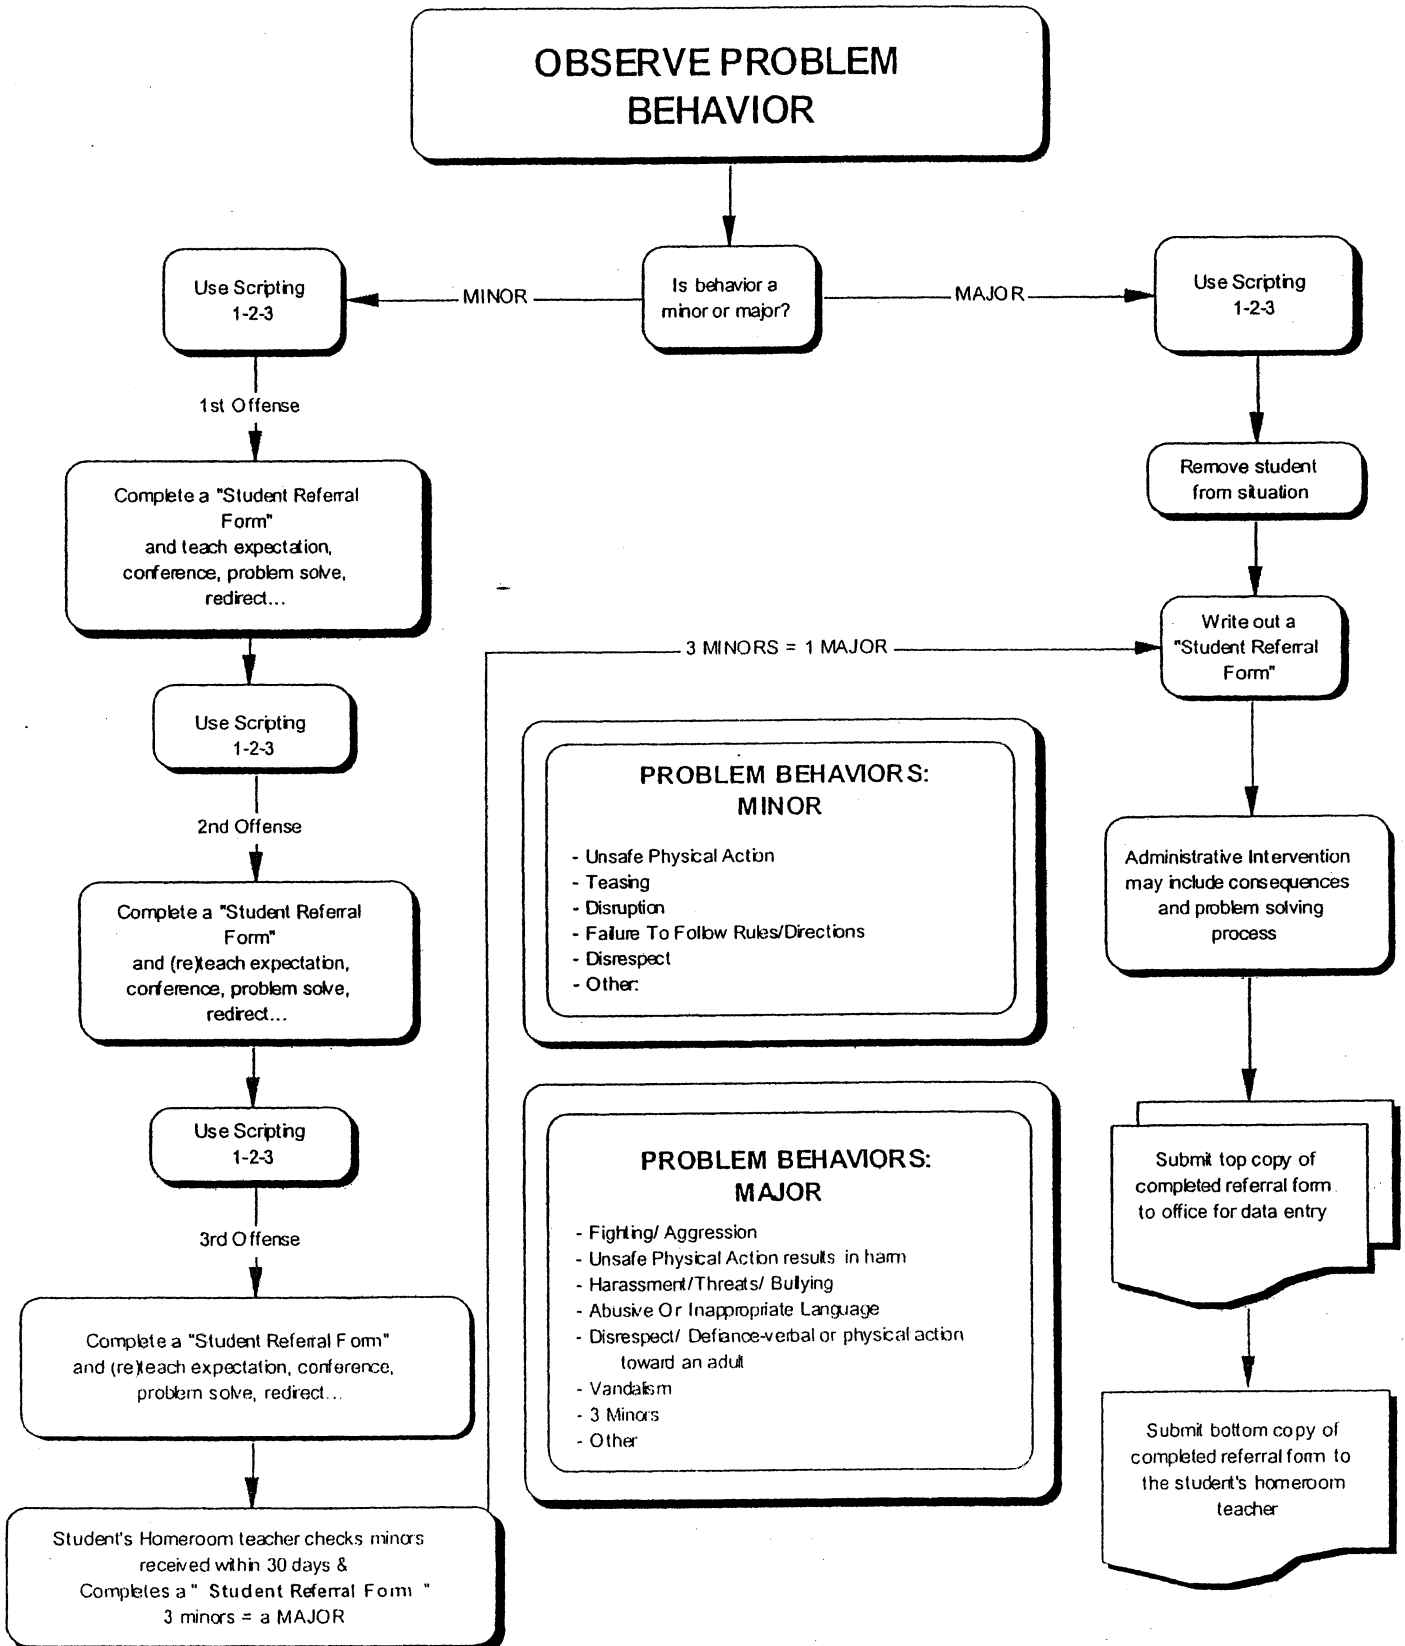 OBSERVE PROBLEM
BEHAVIOR
Is behavior a
minor or major?
MINOR
MAJOR
Use Scripting
1-2-3
1st Offense
Complete a "Student Referral
Form"
and teach expectation,
conference, problem solve,
redirect...
Use Scripting
1-2-3
2nd Offense
Complete a "Student Referral
Form"
and (re)teach expectation,
conference, problem solve,
redirect...
Use Scripting
1-2-3
3rd Offense
Complete a "Student Referral Form"
and (re)teach expectation, conference,
problem solve, redirect...
Student's Homeroom teacher checks minors
received within 30 days &
Completes a " Student Referral Form "
3 minors = a MAJOR
3 MINORS = 1 MAJOR
PROBLEM BEHAVIORS:
MINOR
- Unsafe Physical Action
- Teasing
- Disruption
- Failure To Follow Rules/Directions
- Disrespect
- Other:
PROBLEM BEHAVIORS:
MAJOR
- Fighting/ Aggression
- Unsafe Physical Action results in harm
- Harassment/Threats/ Bullying
- Abusive Or Inappropriate Language
- Disrespect/ Defiance-verbal or physical action
toward an adult
- Vandalism
- 3 Minors
- Other
Use Scripting
1-2-3
Remove student
from situation
Write out a
"Student Referral
Form"
Administrative Intervention
may include consequences
and problem solving
process
Submit top copy of
completed referral form
to office for data entry
Submit bottom copy of
completed referral form to
the student's homeroom
teacher